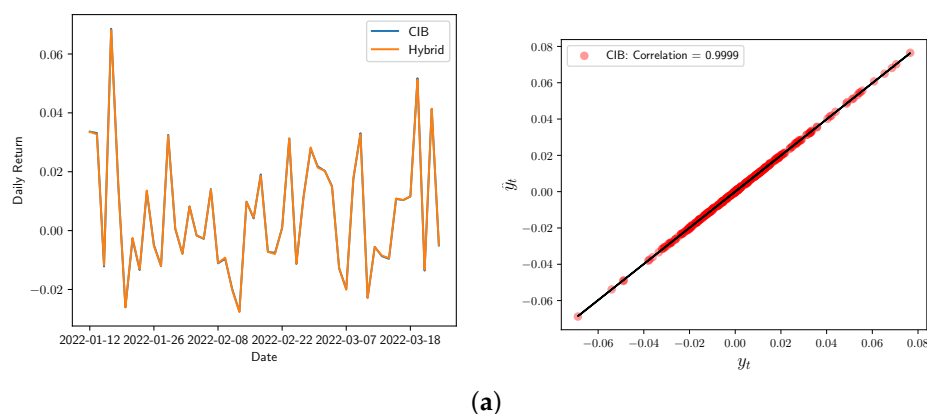 CIB
Hybrid
0.06
0.04
0.02
0.00
−0.02
Daily Return
2022-01-12 2022-01-26 2022-02-08 2022-02-22 2022-03-07 2022-03-18
Date
CIB: Correlation = 0.9999
0.08
0.06
0.04
0.02
0.00
−0.02
−0.04
−0.06
ŷt
−0.06 −0.04 −0.02 0.00 0.02 0.04 0.06 0.08
yt
(a)